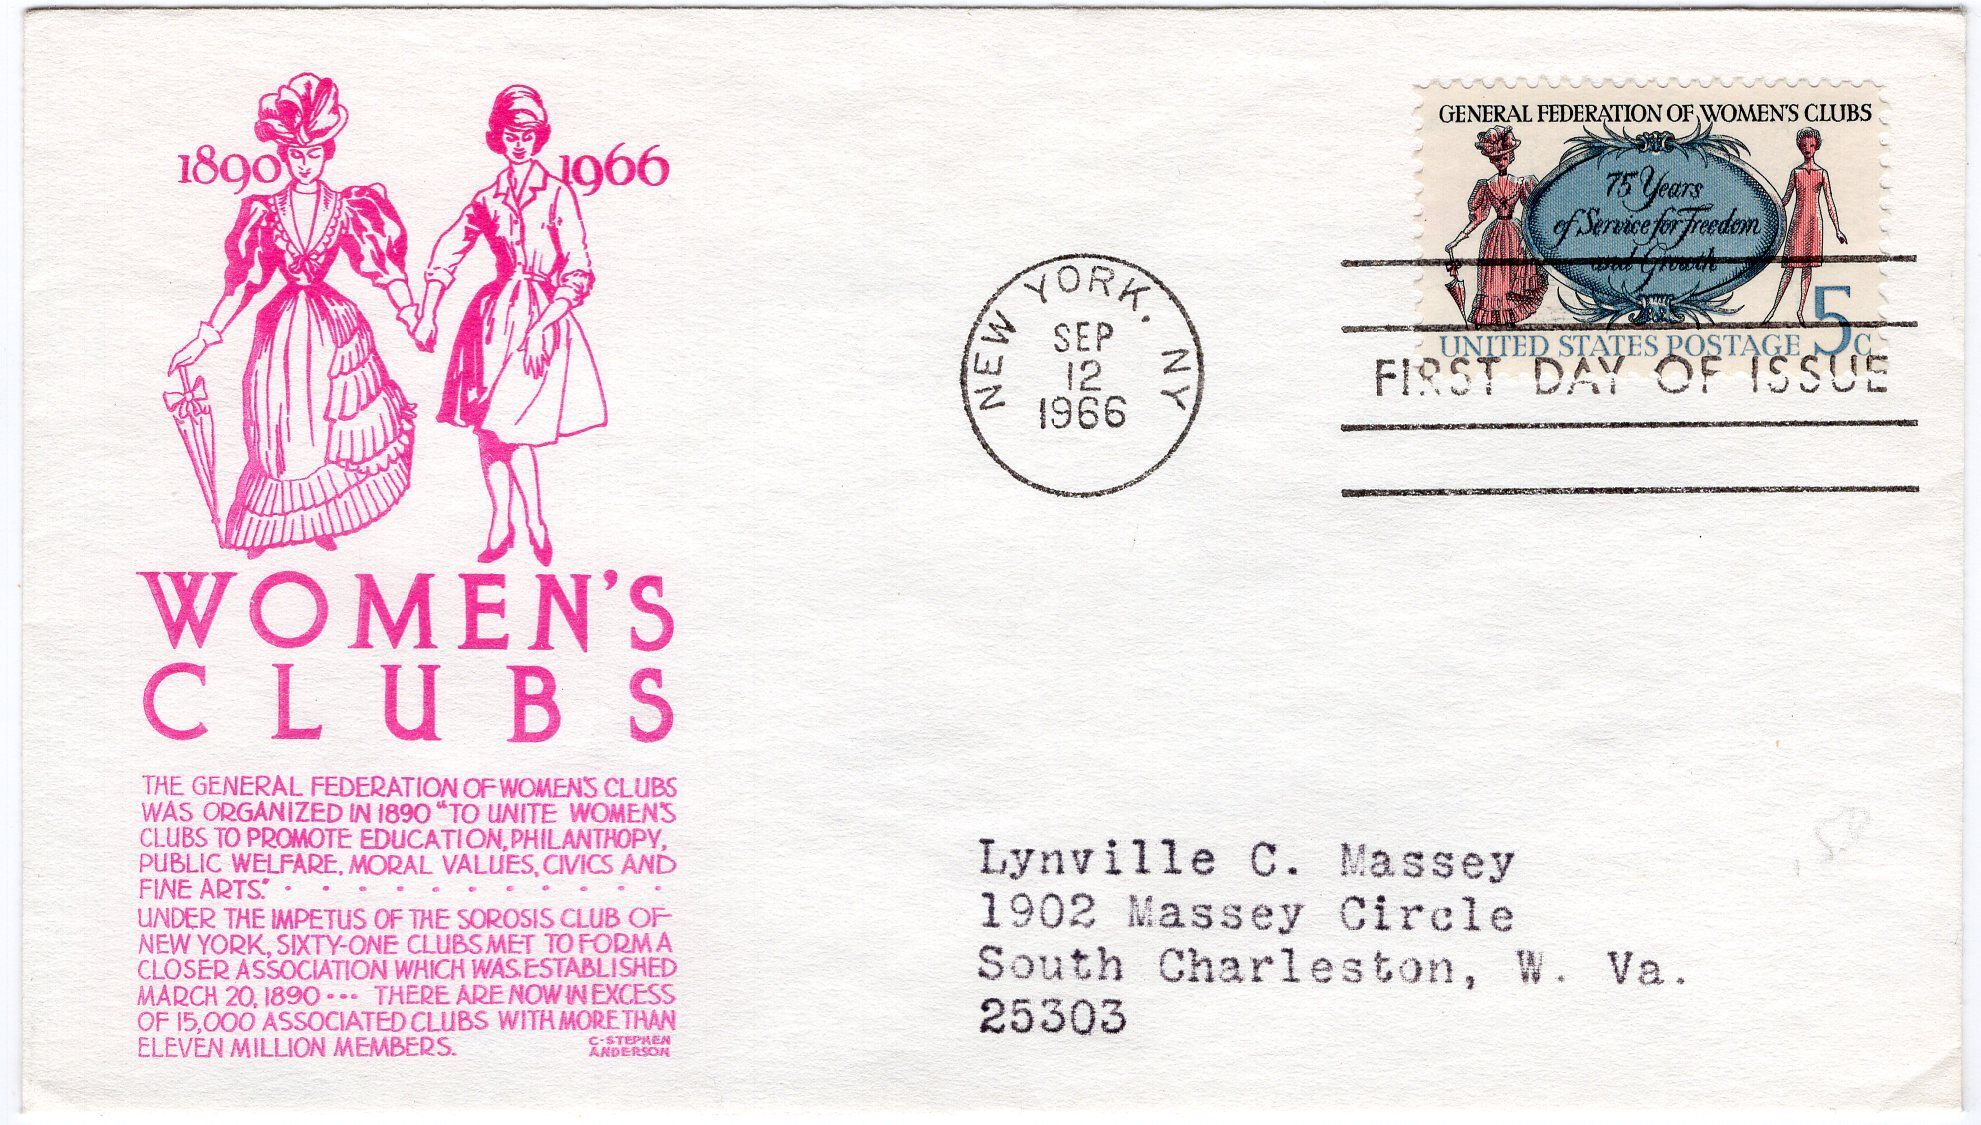 1890 1966
WOMEN'S
CLUBS
THE GENERAL FEDERATION OF WOMEN'S CLUBS
WAS ORGANIZED IN 1890 "TO UNITE WOMEN'S
CLUBS TO PROMOTE EDUCATION, PHILANTHOPY,
PUBLIC WELFARE, MORAL VALUES, CIVICS AND
FINE ARTS." · · · · · · · · · · ·
UNDER THE IMPETUS OF THE SOROSIS CLUB OF
NEW YORK, SIXTY-ONE CLUBS MET TO FORM A
CLOSER ASSOCIATION WHICH WAS ESTABLISHED
MARCH 20, 1890 --- THERE ARE NOW IN EXCESS
OF 15,000 ASSOCIATED CLUBS WITH MORE THAN
ELEVEN MILLION MEMBERS.
C. STEPHEN
ANDERSON
NEW YORK, NY
SEP
12
1966
GENERAL FEDERATION OF WOMEN'S CLUBS
75 Years
of Service for Freedom
and Growth
5c
UNITED STATES POSTAGE
FIRST DAY OF ISSUE
Lynville C. Massey
1902 Massey Circle
South Charleston, W. Va.
25303